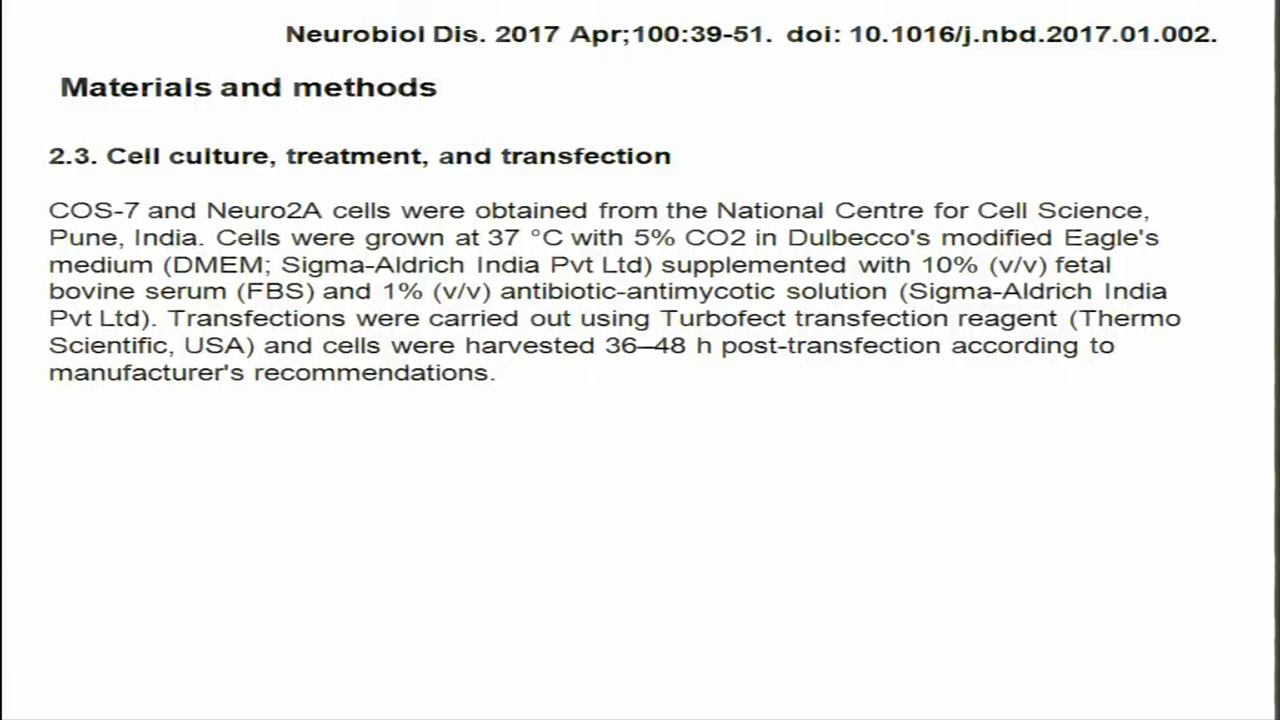 Neurobiol Dis. 2017 Apr;100:39-51. doi: 10.1016/j.nbd.2017.01.002.
Materials and methods
2.3. Cell culture, treatment, and transfection
COS-7 and Neuro2A cells were obtained from the National Centre for Cell Science,
Pune, India. Cells were grown at 37 °C with 5% CO2 in Dulbecco's modified Eagle's
medium (DMEM; Sigma-Aldrich India Pvt Ltd) supplemented with 10% (v/v) fetal
bovine serum (FBS) and 1% (v/v) antibiotic-antimycotic solution (Sigma-Aldrich India
Pvt Ltd). Transfections were carried out using Turbofect transfection reagent (Thermo
Scientific, USA) and cells were harvested 36–48 h post-transfection according to
manufacturer's recommendations.